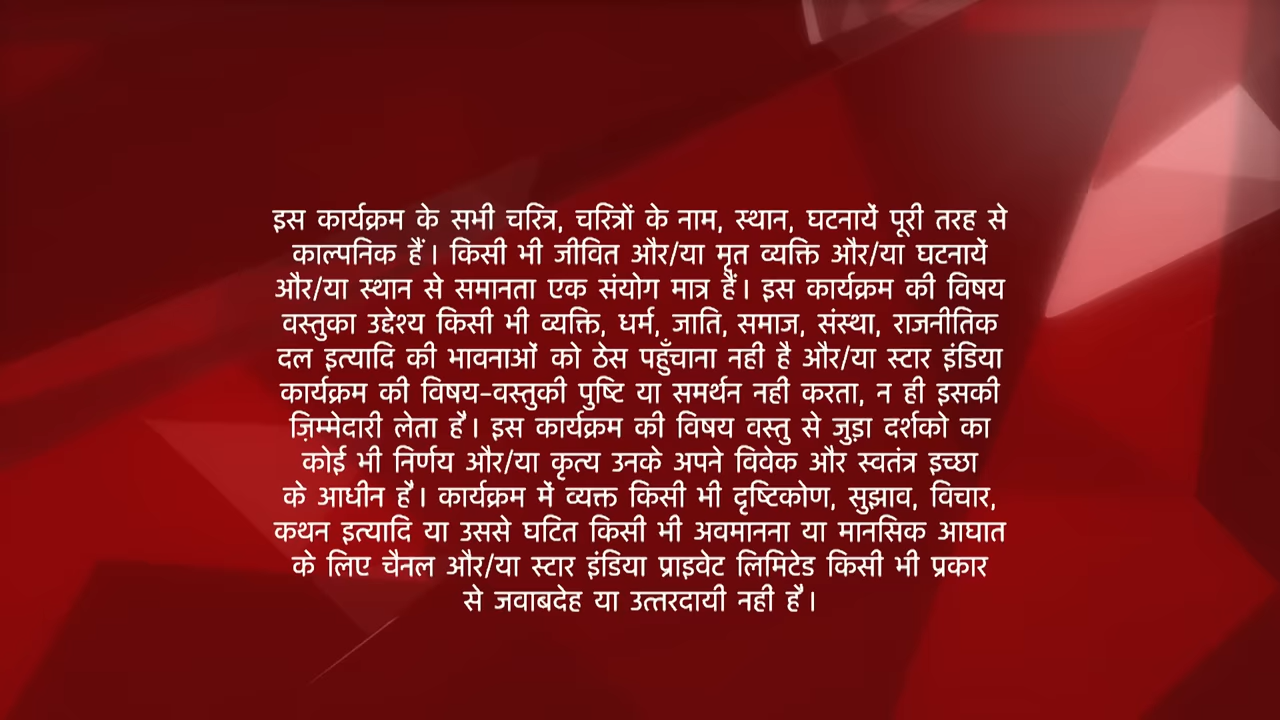 इस कार्यक्रम के सभी चरित्र, चरित्रों के नाम, स्थान, घटनायें पूरी तरह से
काल्पनिक हैं। किसी भी जीवित और/या मृत व्यक्ति और/या घटनायें
और/या स्थान से समानता एक संयोग मात्र हैं। इस कार्यक्रम की विषय
वस्तुका उद्देश्य किसी भी व्यक्ति, धर्म, जाति, समाज, संस्था, राजनीतिक
दल इत्यादि की भावनाओं को ठेस पहुँचाना नही है और/या स्टार इंडिया
कार्यक्रम की विषय-वस्तुकी पुष्टि या समर्थन नही करता, न ही इसकी
ज़िम्मेदारी लेता हैं। इस कार्यक्रम की विषय वस्तु से जुड़ा दर्शको का
कोई भी निर्णय और/या कृत्य उनके अपने विवेक और स्वतंत्र इच्छा
के आधीन हैं। कार्यक्रम में व्यक्त किसी भी दृष्टिकोण, सुझाव, विचार,
कथन इत्यादि या उससे घटित किसी भी अवमानना या मानसिक आघात
के लिए चैनल और/या स्टार इंडिया प्राइवेट लिमिटेड किसी भी प्रकार
से जवाबदेह या उत्तरदायी नही हैं।